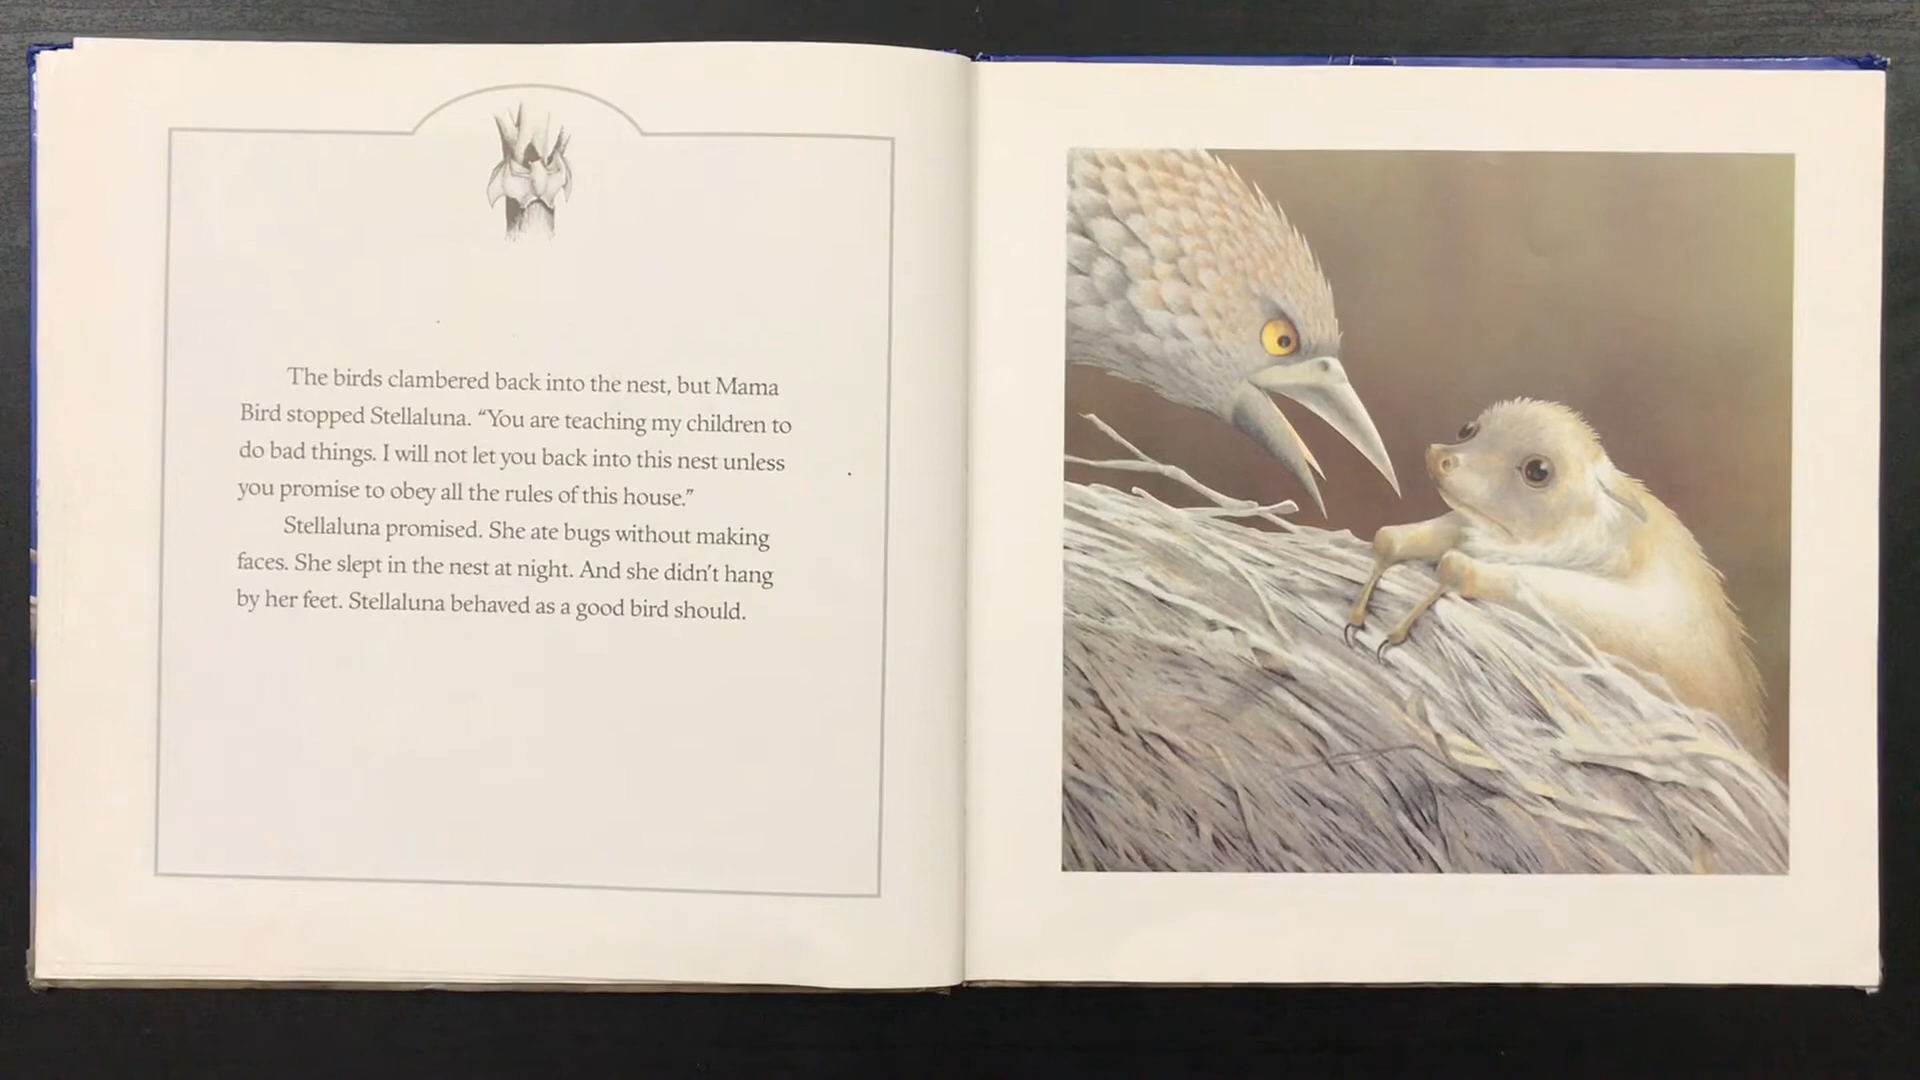 The birds clambered back into the nest, but Mama
Bird stopped Stellaluna. “You are teaching my children to
do bad things. I will not let you back into this nest unless
you promise to obey all the rules of this house.”
Stellaluna promised. She ate bugs without making
faces. She slept in the nest at night. And she didn’t hang
by her feet. Stellaluna behaved as a good bird should.